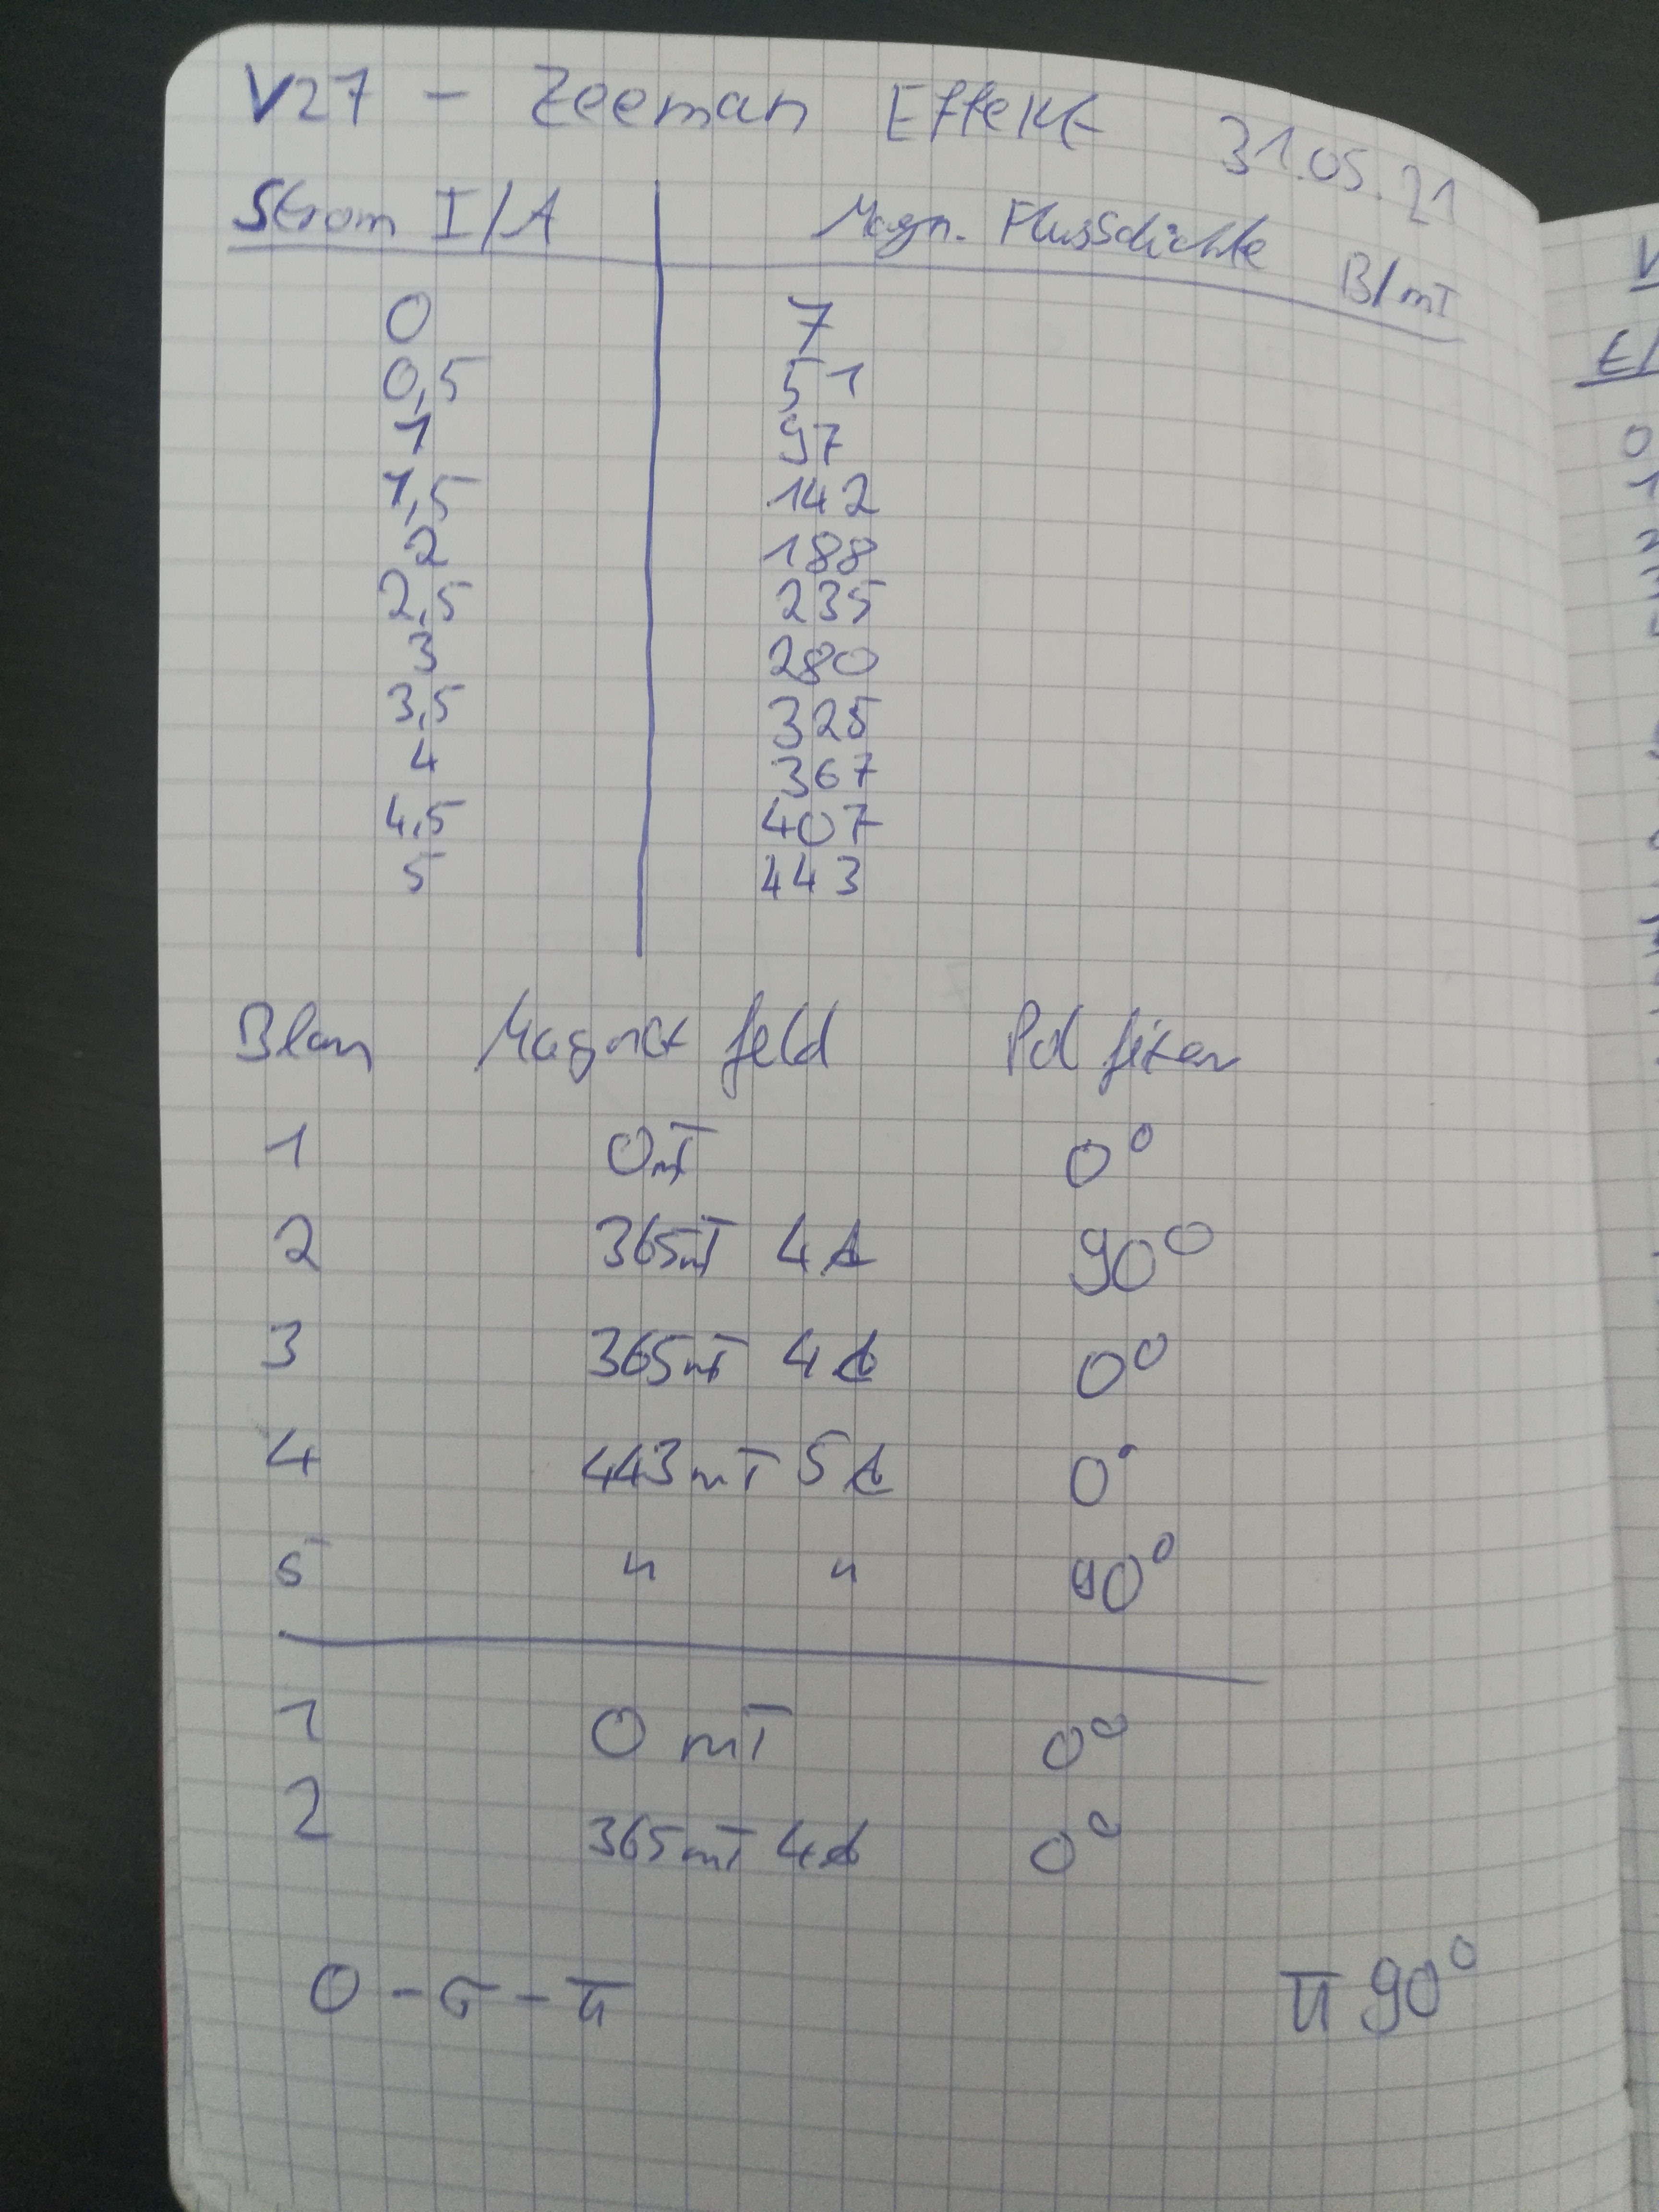 V27 - Zeeman Effekt 31.05.21
Strom I/A Magn. Flussdichte B/mT
0 7
0,5 51
1 97
1,5 142
2 188
2,5 235
3 280
3,5 325
4 367
4,5 407
5 443
Blau Magnetfeld Pol filter
1 0mT 0°
2 365mT 4A 90°
3 365mT 4A 0°
4 443mT 5A 0°
5 " " 90°
1 0 mT 0°
2 365mT 4A 0°
0 - σ - π π 90°